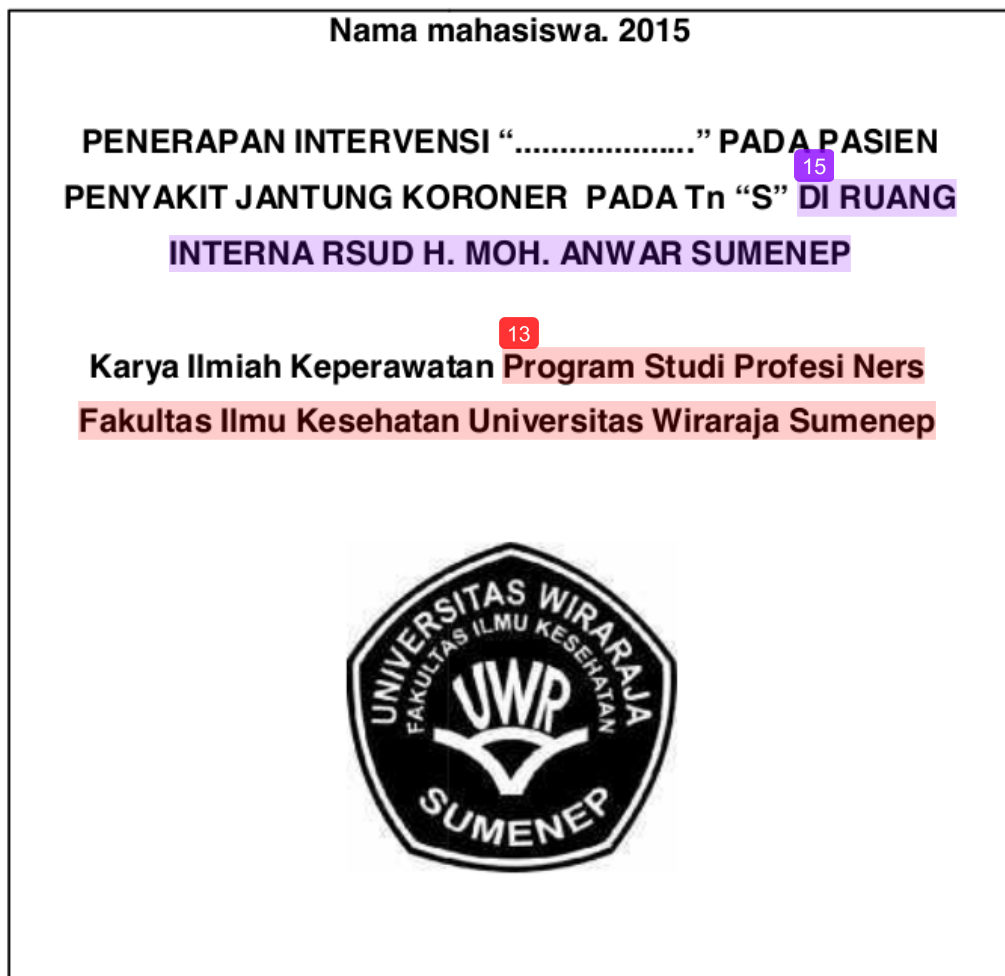 Nama mahasiswa. 2015
PENERAPAN INTERVENSI “....................” PADA PASIEN
15
PENYAKIT JANTUNG KORONER PADA Tn “S” DI RUANG
INTERNA RSUD H. MOH. ANWAR SUMENEP
13
Karya Ilmiah Keperawatan Program Studi Profesi Ners
Fakultas Ilmu Kesehatan Universitas Wiraraja Sumenep
UNIVERSITAS WIRARAJA
FAKULTAS ILMU KESEHATAN
UWR
SUMENEP